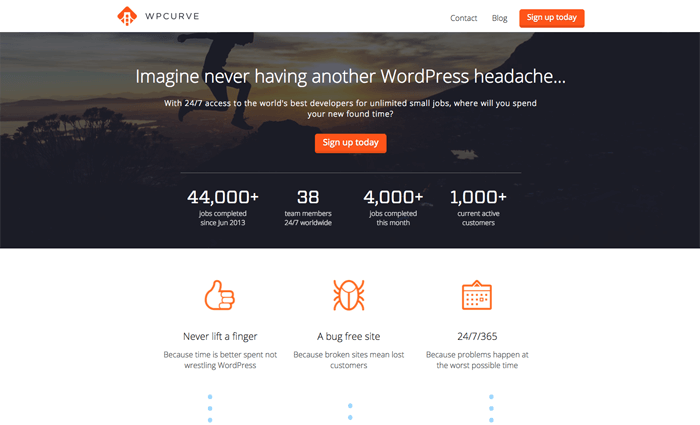 WPCURVE
Contact Blog Sign up today
Imagine never having another WordPress headache...
With 24/7 access to the world's best developers for unlimited small jobs, where will you spend
your new found time?
Sign up today
44,000+ 38 4,000+ 1,000+
jobs completed team members jobs completed current active
since Jun 2013 24/7 worldwide this month customers
Never lift a finger A bug free site 24/7/365
Because time is better spent not Because broken sites mean lost Because problems happen at
wrestling WordPress customers the worst possible time